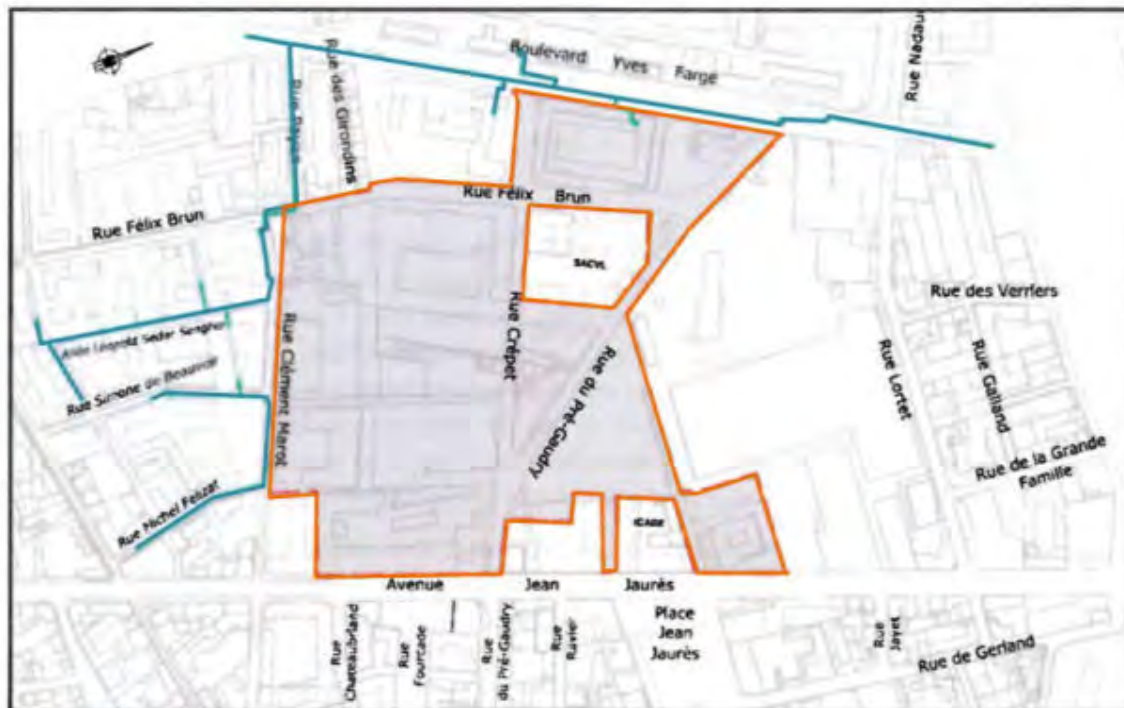 Boulevard Yves Farge
Rue Nadaud
Rue des Girondins
Rue Félix Brun
Rue Félix Brun
SACVL
Rue Crépet
Rue Clément Marot
Allée Léopold Sédar Senghor
Rue Simone de Beauvoir
Rue Michel Felizat
Rue du Pré-Gaudry
Rue des Verriers
Rue Lortet
Rue Galland
Rue de la Grande
Famille
ICADE
Avenue Jean Jaurès
Place
Jean
Jaurès
Rue
Chateaubriand
Rue
Fourcade
Rue
du Pré-Gaudry
Rue
Ravier
Rue
Jayet
Rue de Gerland